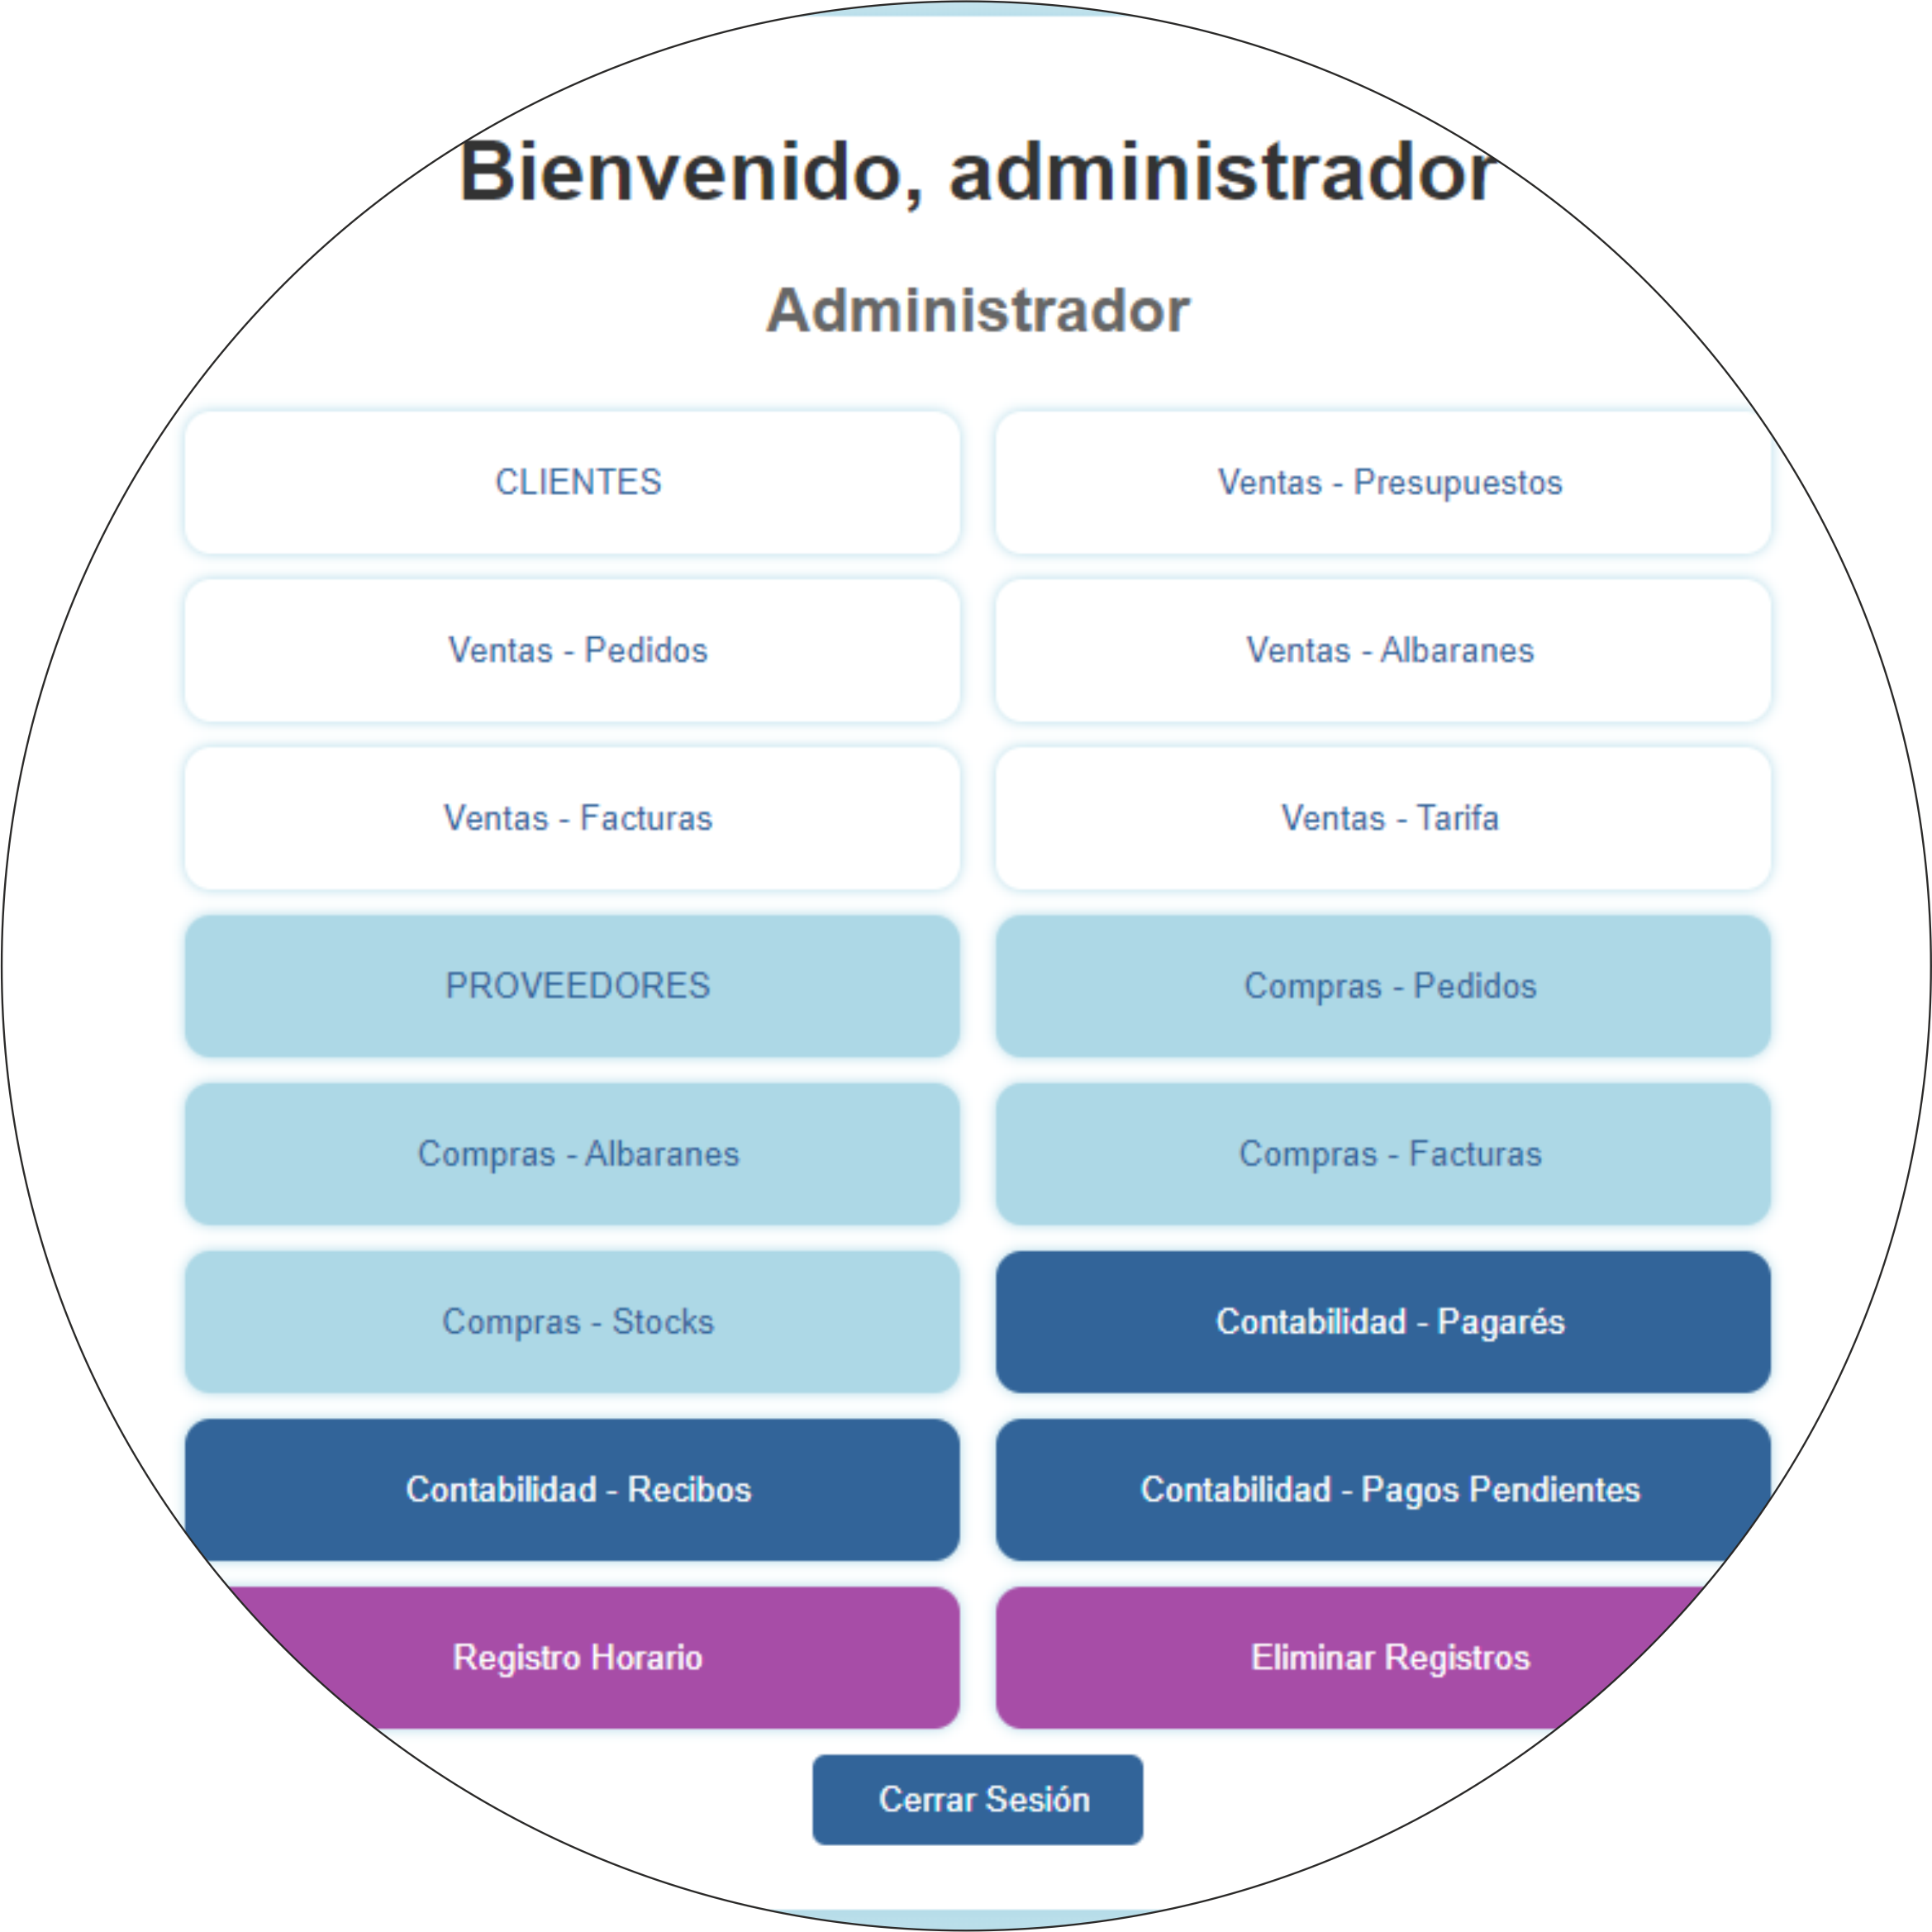 Bienvenido, administrador
Administrador
CLIENTES
Ventas - Presupuestos
Ventas - Pedidos
Ventas - Albaranes
Ventas - Facturas
Ventas - Tarifa
PROVEEDORES
Compras - Pedidos
Compras - Albaranes
Compras - Facturas
Compras - Stocks
Contabilidad - Pagarés
Contabilidad - Recibos
Contabilidad - Pagos Pendientes
Registro Horario
Eliminar Registros
Cerrar Sesión